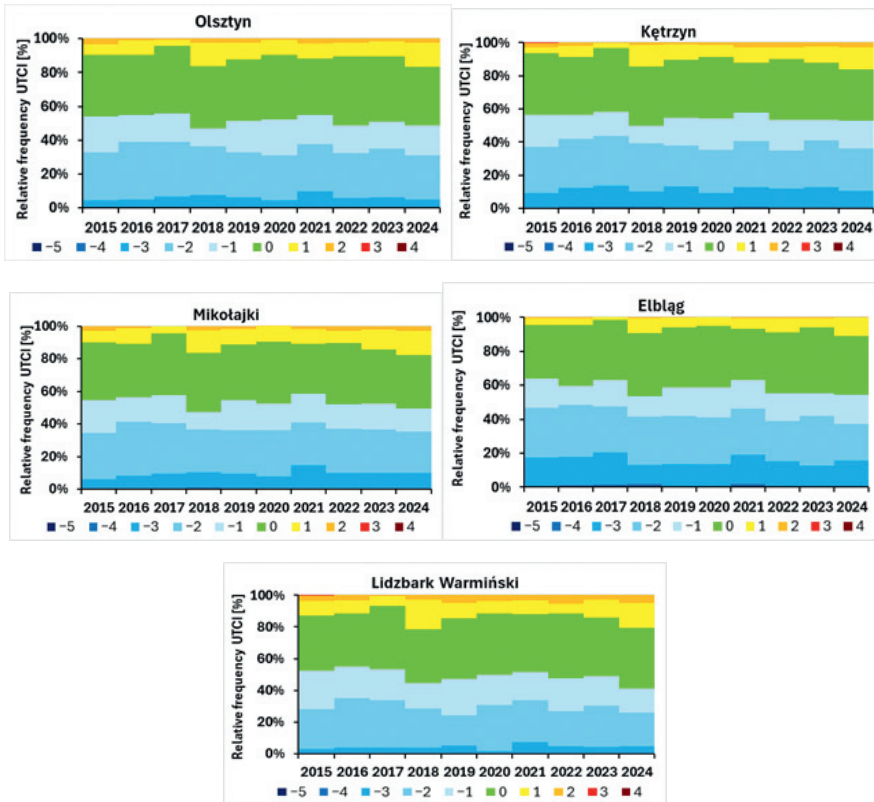 Olsztyn
Relative frequency UTCI [%]
100%
80%
60%
40%
20%
0%
2015 2016 2017 2018 2019 2020 2021 2022 2023 2024
−5 −4 −3 −2 −1 0 1 2 3 4
Kętrzyn
Relative frequency UTCI [%]
100%
80%
60%
40%
20%
0%
2015 2016 2017 2018 2019 2020 2021 2022 2023 2024
−5 −4 −3 −2 −1 0 1 2 3 4
Mikołajki
Relative frequency UTCI [%]
100%
80%
60%
40%
20%
0%
2015 2016 2017 2018 2019 2020 2021 2022 2023 2024
−5 −4 −3 −2 −1 0 1 2 3 4
Elbląg
Relative frequency UTCI [%]
100%
80%
60%
40%
20%
0%
2015 2016 2017 2018 2019 2020 2021 2022 2023 2024
−5 −4 −3 −2 −1 0 1 2 3 4
Lidzbark Warmiński
Relative frequency UTCI [%]
100%
80%
60%
40%
20%
0%
2015 2016 2017 2018 2019 2020 2021 2022 2023 2024
−5 −4 −3 −2 −1 0 1 2 3 4